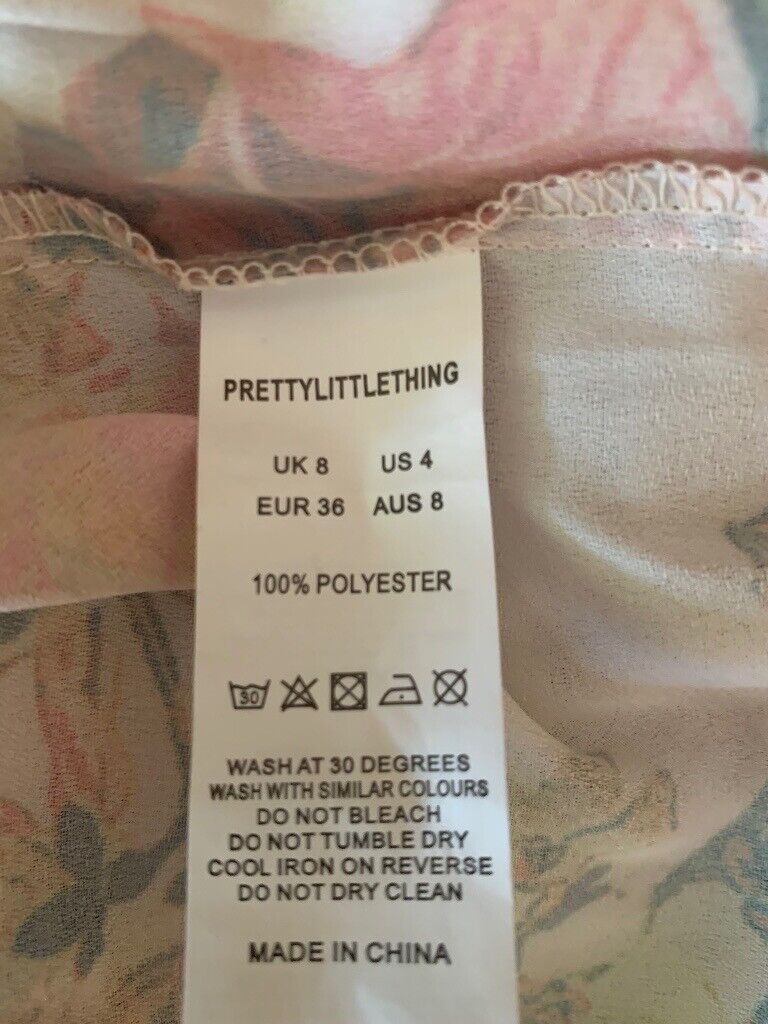 PRETTYLITTLETHING
UK 8 US 4
EUR 36 AUS 8
100% POLYESTER
30
WASH AT 30 DEGREES
WASH WITH SIMILAR COLOURS
DO NOT BLEACH
DO NOT TUMBLE DRY
COOL IRON ON REVERSE
DO NOT DRY CLEAN
MADE IN CHINA